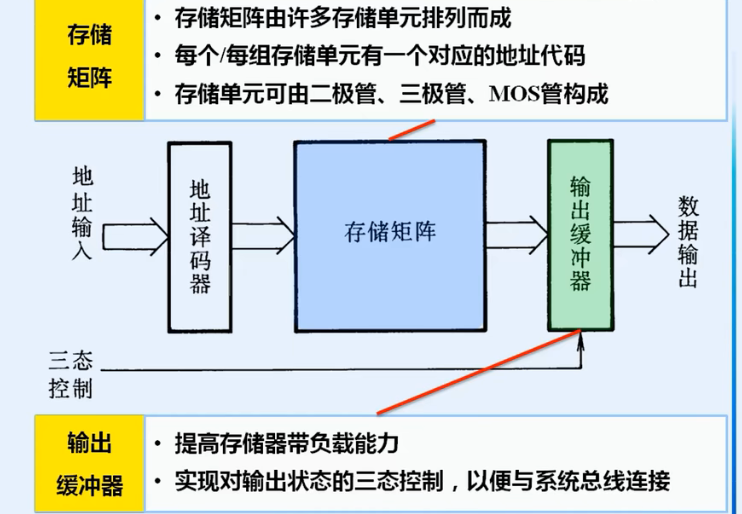 存储
矩阵
• 存储矩阵由许多存储单元排列而成
• 每个/每组存储单元有一个对应的地址代码
• 存储单元可由二极管、三极管、MOS管构成
地址输入
地址译码器
存储矩阵
输出缓冲器
数据输出
三态
控制
输出
缓冲器
• 提高存储器带负载能力
• 实现对输出状态的三态控制，以便与系统总线连接